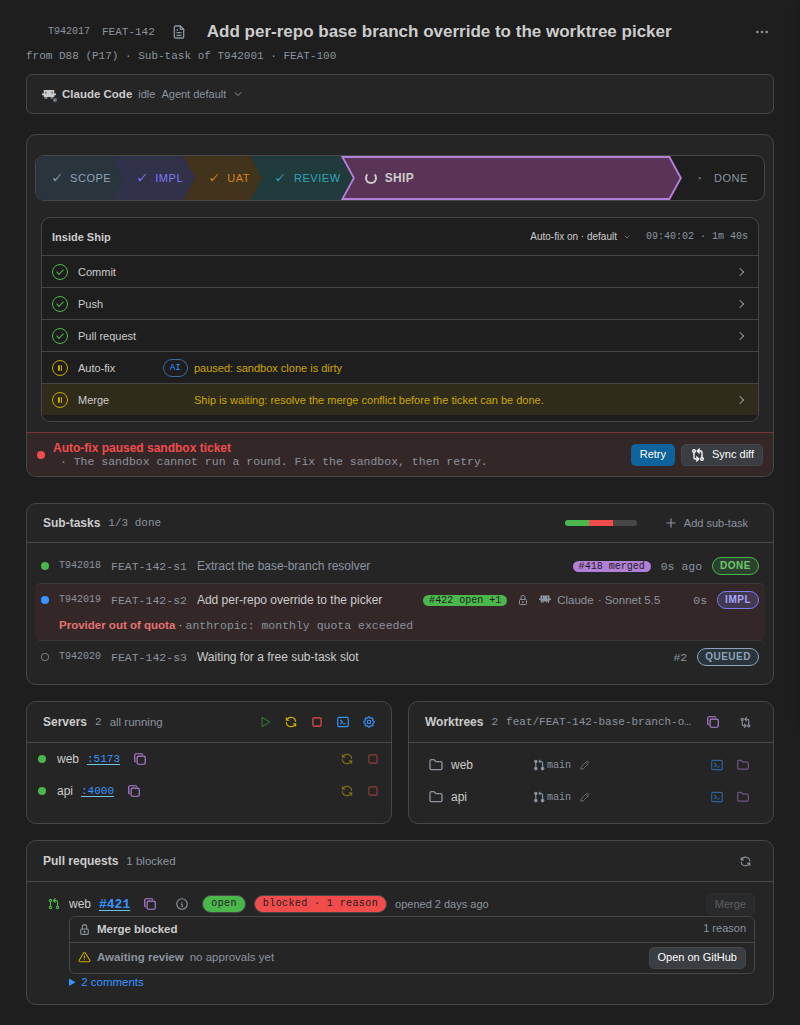 T942017 FEAT-142 Add per-repo base branch override to the worktree picker
from D88 (P17) · Sub-task of T942001 · FEAT-100
Claude Code idle Agent default
SCOPE IMPL UAT REVIEW SHIP DONE
Inside Ship Auto-fix on · default 09:40:02 · 1m 40s
Commit
Push
Pull request
Auto-fix AI paused: sandbox clone is dirty
Merge Ship is waiting: resolve the merge conflict before the ticket can be done.
Auto-fix paused sandbox ticket
· The sandbox cannot run a round. Fix the sandbox, then retry.
Retry Sync diff
Sub-tasks 1/3 done Add sub-task
T942018 FEAT-142-s1 Extract the base-branch resolver #418 merged 0s ago DONE
T942019 FEAT-142-s2 Add per-repo override to the picker #422 open +1 Claude · Sonnet 5.5 0s IMPL
Provider out of quota · anthropic: monthly quota exceeded
T942020 FEAT-142-s3 Waiting for a free sub-task slot #2 QUEUED
Servers 2 all running
web :5173
api :4000
Worktrees 2 feat/FEAT-142-base-branch-o…
web main
api main
Pull requests 1 blocked
web #421 open blocked · 1 reason opened 2 days ago Merge
Merge blocked 1 reason
Awaiting review no approvals yet Open on GitHub
2 comments